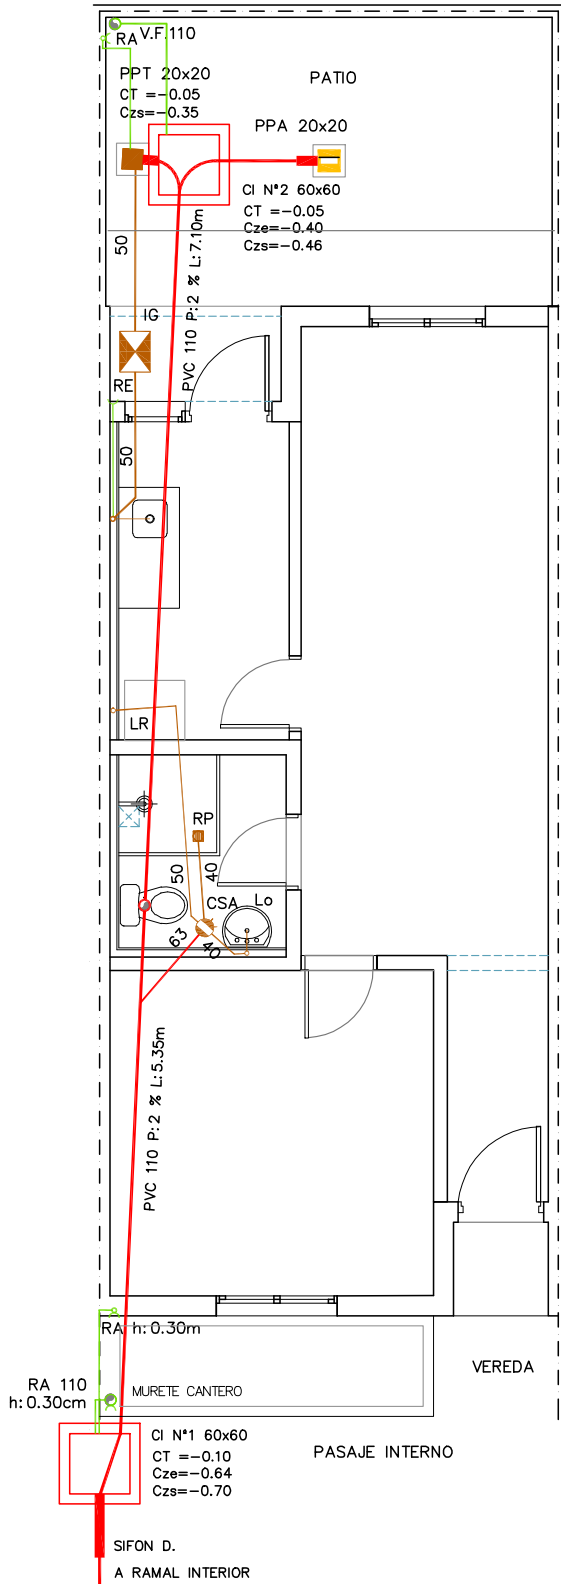 RA V.F.110
PPT 20x20
CT =-0.05
Czs=-0.35
PATIO
PPA 20x20
CI Nº2 60x60
CT =-0.05
Cze=-0.40
Czs=-0.46
50
PVC 110 P:2 % L:7.10m
IG
RE
50
LR
RP
50
40
CSA Lo
63
40
PVC 110 P:2 % L:5.35m
RA h:0.30m
VEREDA
RA 110
h:0.30cm
MURETE CANTERO
CI Nº1 60x60
CT =-0.10
Cze=-0.64
Czs=-0.70
PASAJE INTERNO
SIFON D.
A RAMAL INTERIOR